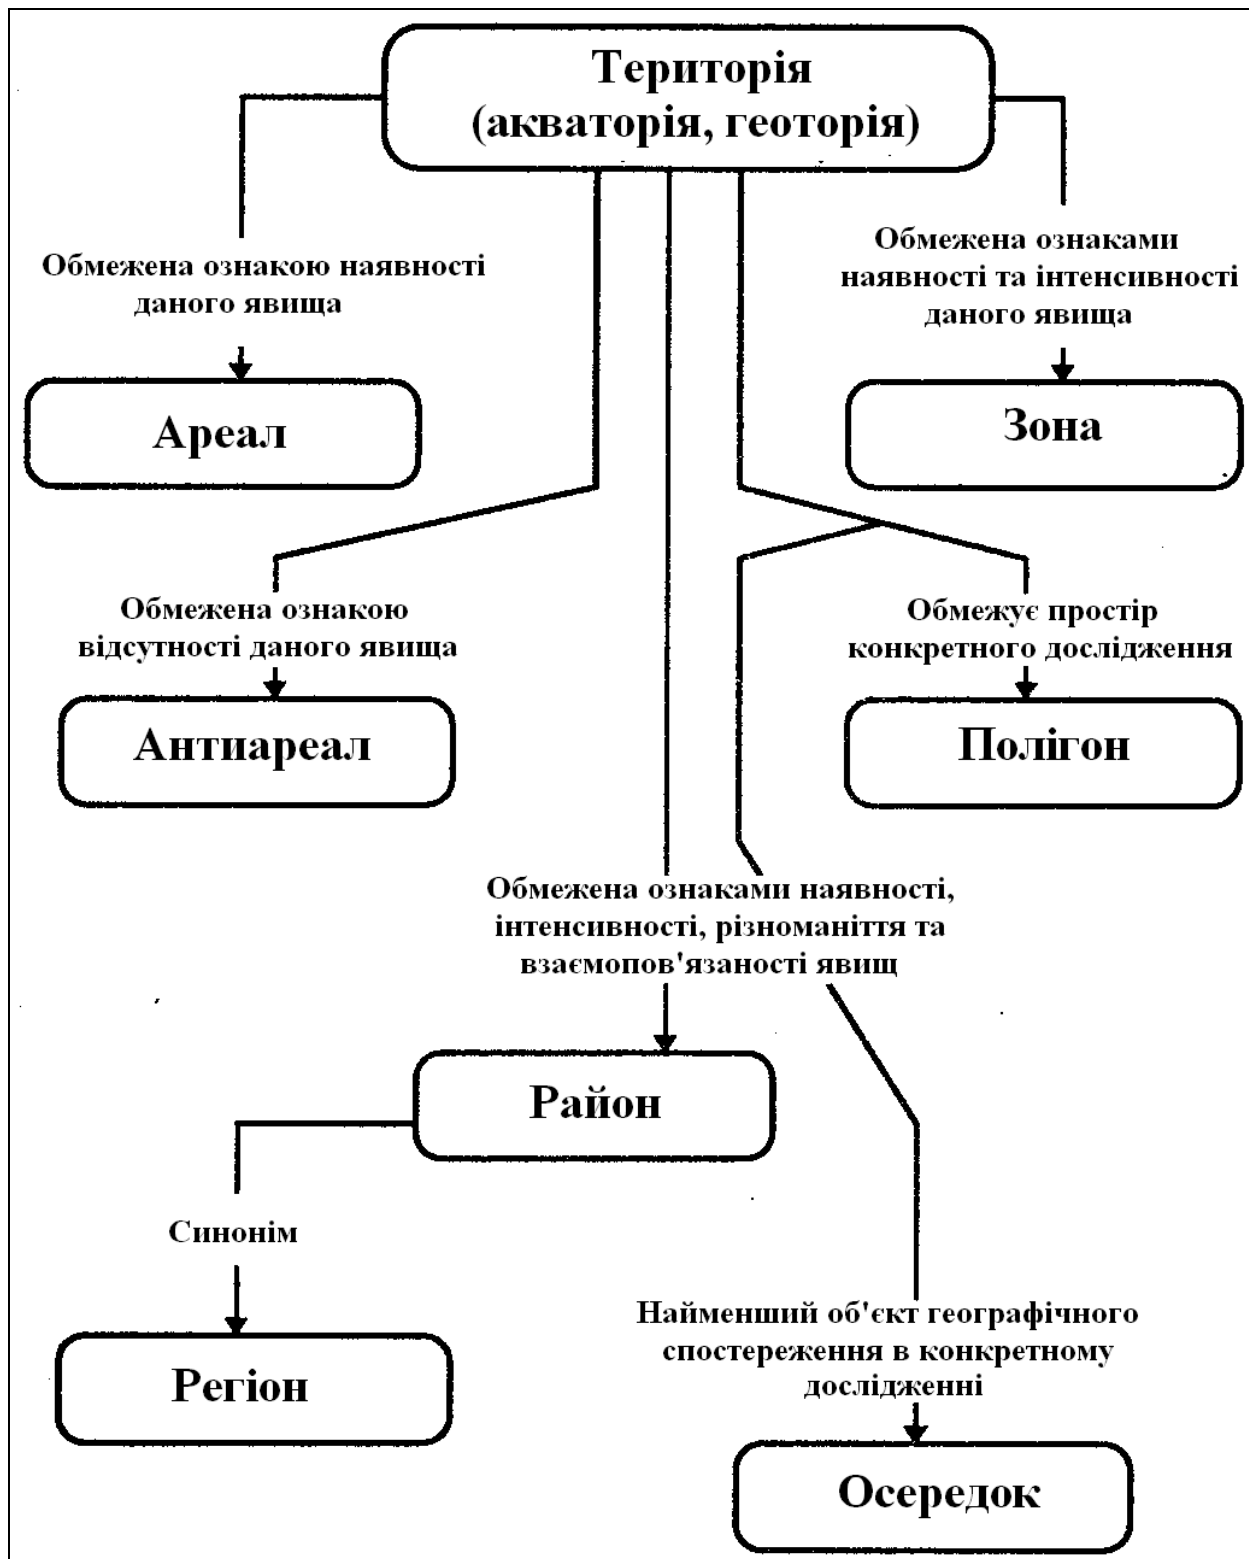 Територія
(акваторія, геоторія)
Обмежена ознакою наявності
даного явища
Обмежена ознаками
наявності та інтенсивності
даного явища
Ареал
Зона
Обмежена ознакою
відсутності даного явища
Обмежує простір
конкретного дослідження
Антиареал
Полігон
Обмежена ознаками наявності,
інтенсивності, різноманіття та
взаємопов'язаності явищ
Район
Синонім
Регіон
Найменший об'єкт географічного
спостереження в конкретному
дослідженні
Осередок